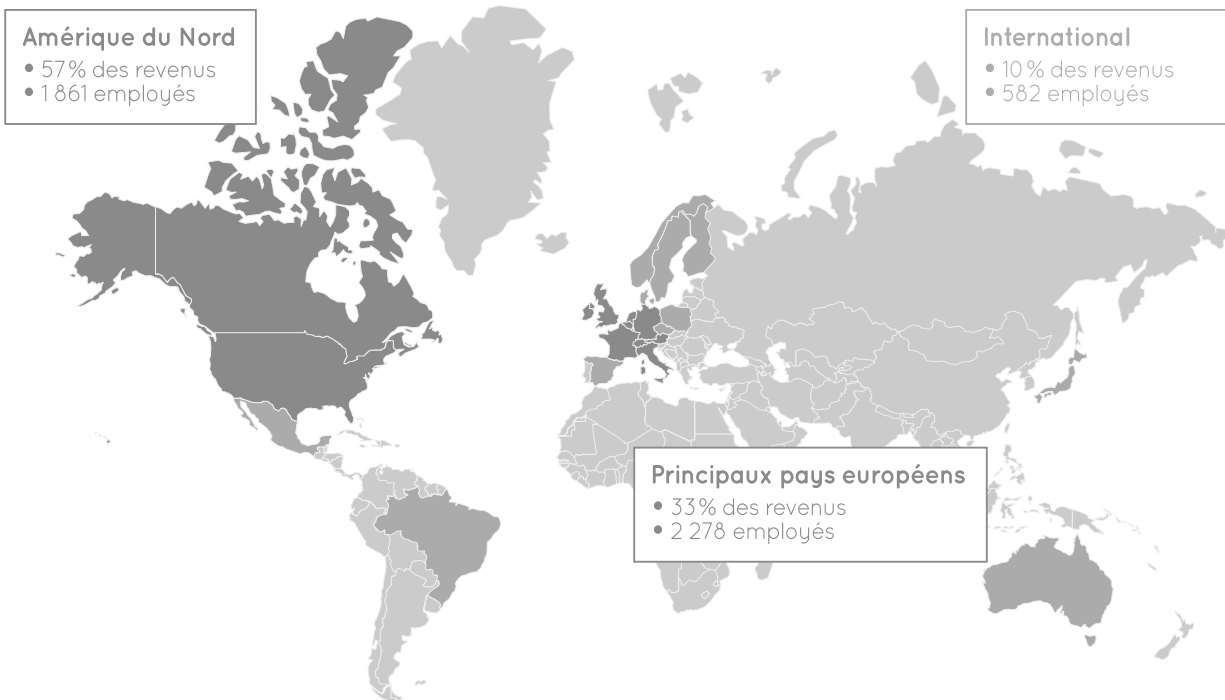 Amérique du Nord
• 57% des revenus
• 1 861 employés
International
• 10 % des revenus
• 582 employés
Principaux pays européens
• 33% des revenus
• 2 278 employés